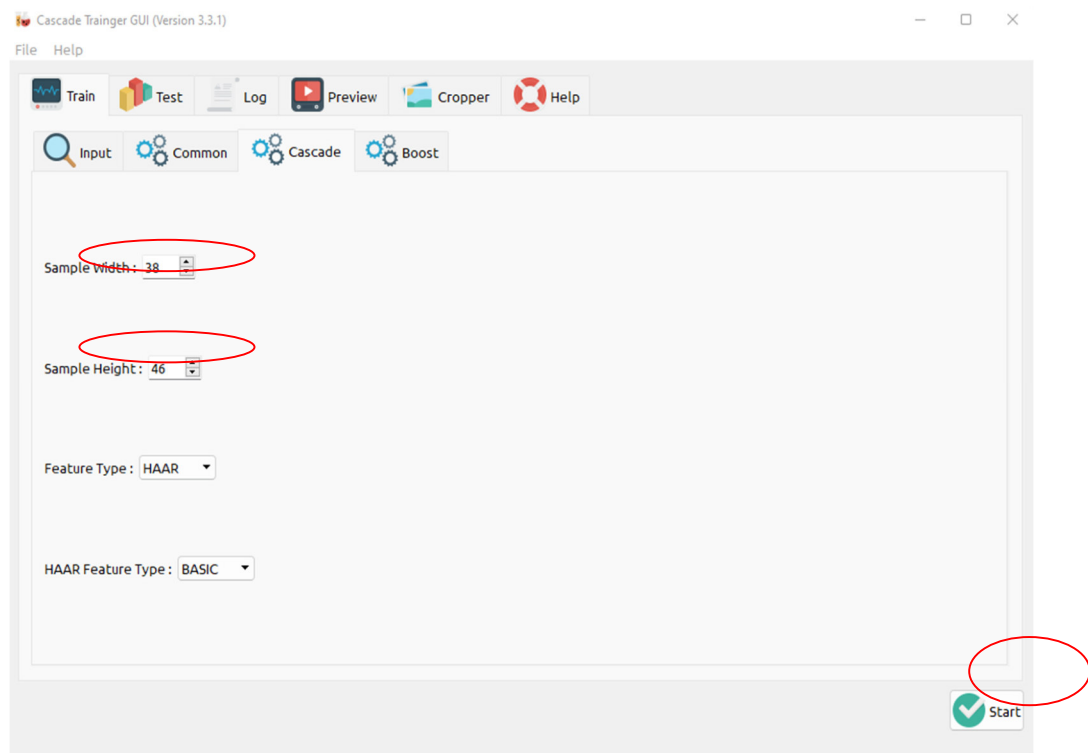 Cascade Trainger GUI (Version 3.3.1)
File Help
Train Test Log Preview Cropper Help
Input Common Cascade Boost
Sample Width : 38
Sample Height : 46
Feature Type : HAAR
HAAR Feature Type : BASIC
Start